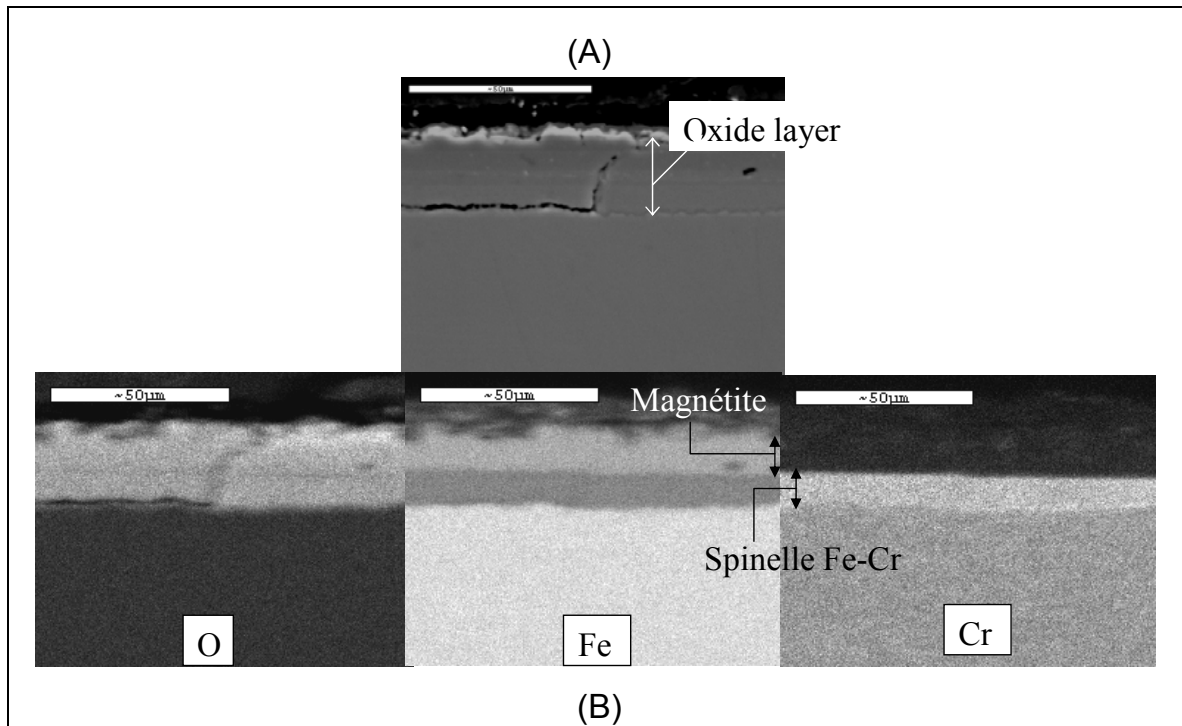 (A)
~50µm
Oxide layer
~50µm
~50µm
~50µm
Magnétite
Spinelle Fe-Cr
O
Fe
Cr
(B)